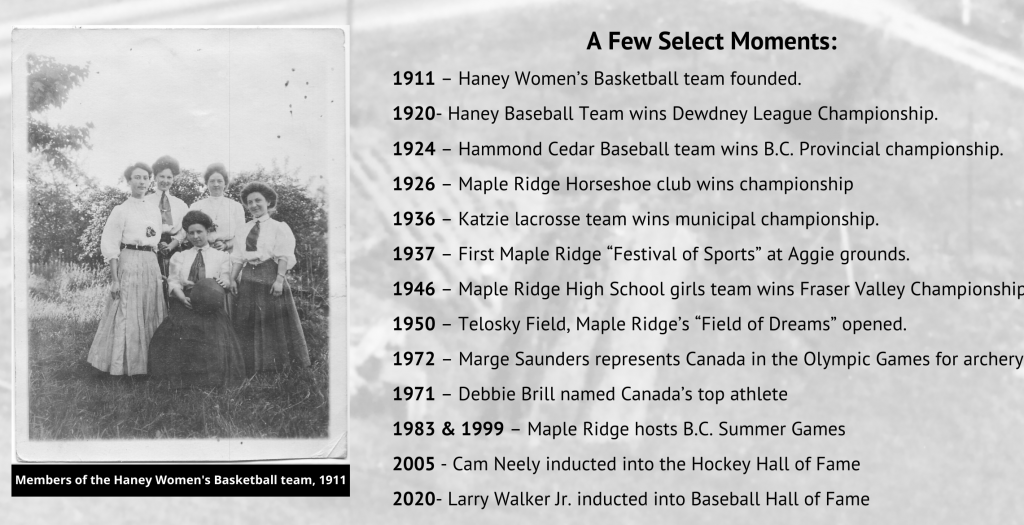 A Few Select Moments:
1911 – Haney Women's Basketball team founded.
1920- Haney Baseball Team wins Dewdney League Championship.
1924 – Hammond Cedar Baseball team wins B.C. Provincial championship.
1926 – Maple Ridge Horseshoe club wins championship
1936 – Katzie lacrosse team wins municipal championship.
1937 – First Maple Ridge “Festival of Sports” at Aggie grounds.
1946 – Maple Ridge High School girls team wins Fraser Valley Championship
1950 – Telosky Field, Maple Ridge's “Field of Dreams” opened.
1972 – Marge Saunders represents Canada in the Olympic Games for archery
1971 – Debbie Brill named Canada's top athlete
1983 & 1999 – Maple Ridge hosts B.C. Summer Games
2005 - Cam Neely inducted into the Hockey Hall of Fame
2020- Larry Walker Jr. inducted into Baseball Hall of Fame
Members of the Haney Women's Basketball team, 1911